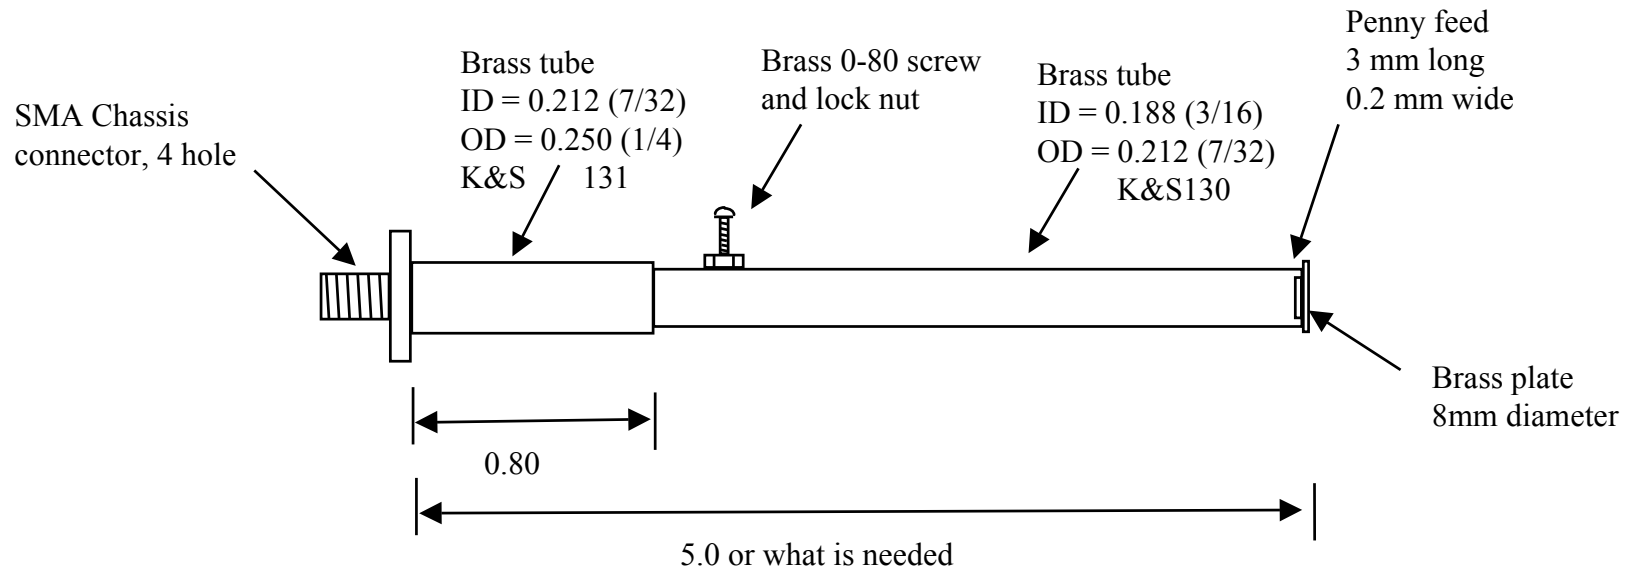 SMA Chassis
connector, 4 hole
Brass tube
ID = 0.212 (7/32)
OD = 0.250 (1/4)
K&S 131
Brass 0-80 screw
and lock nut
Brass tube
ID = 0.188 (3/16)
OD = 0.212 (7/32)
K&S130
Penny feed
3 mm long
0.2 mm wide
Brass plate
8mm diameter
0.80
5.0 or what is needed